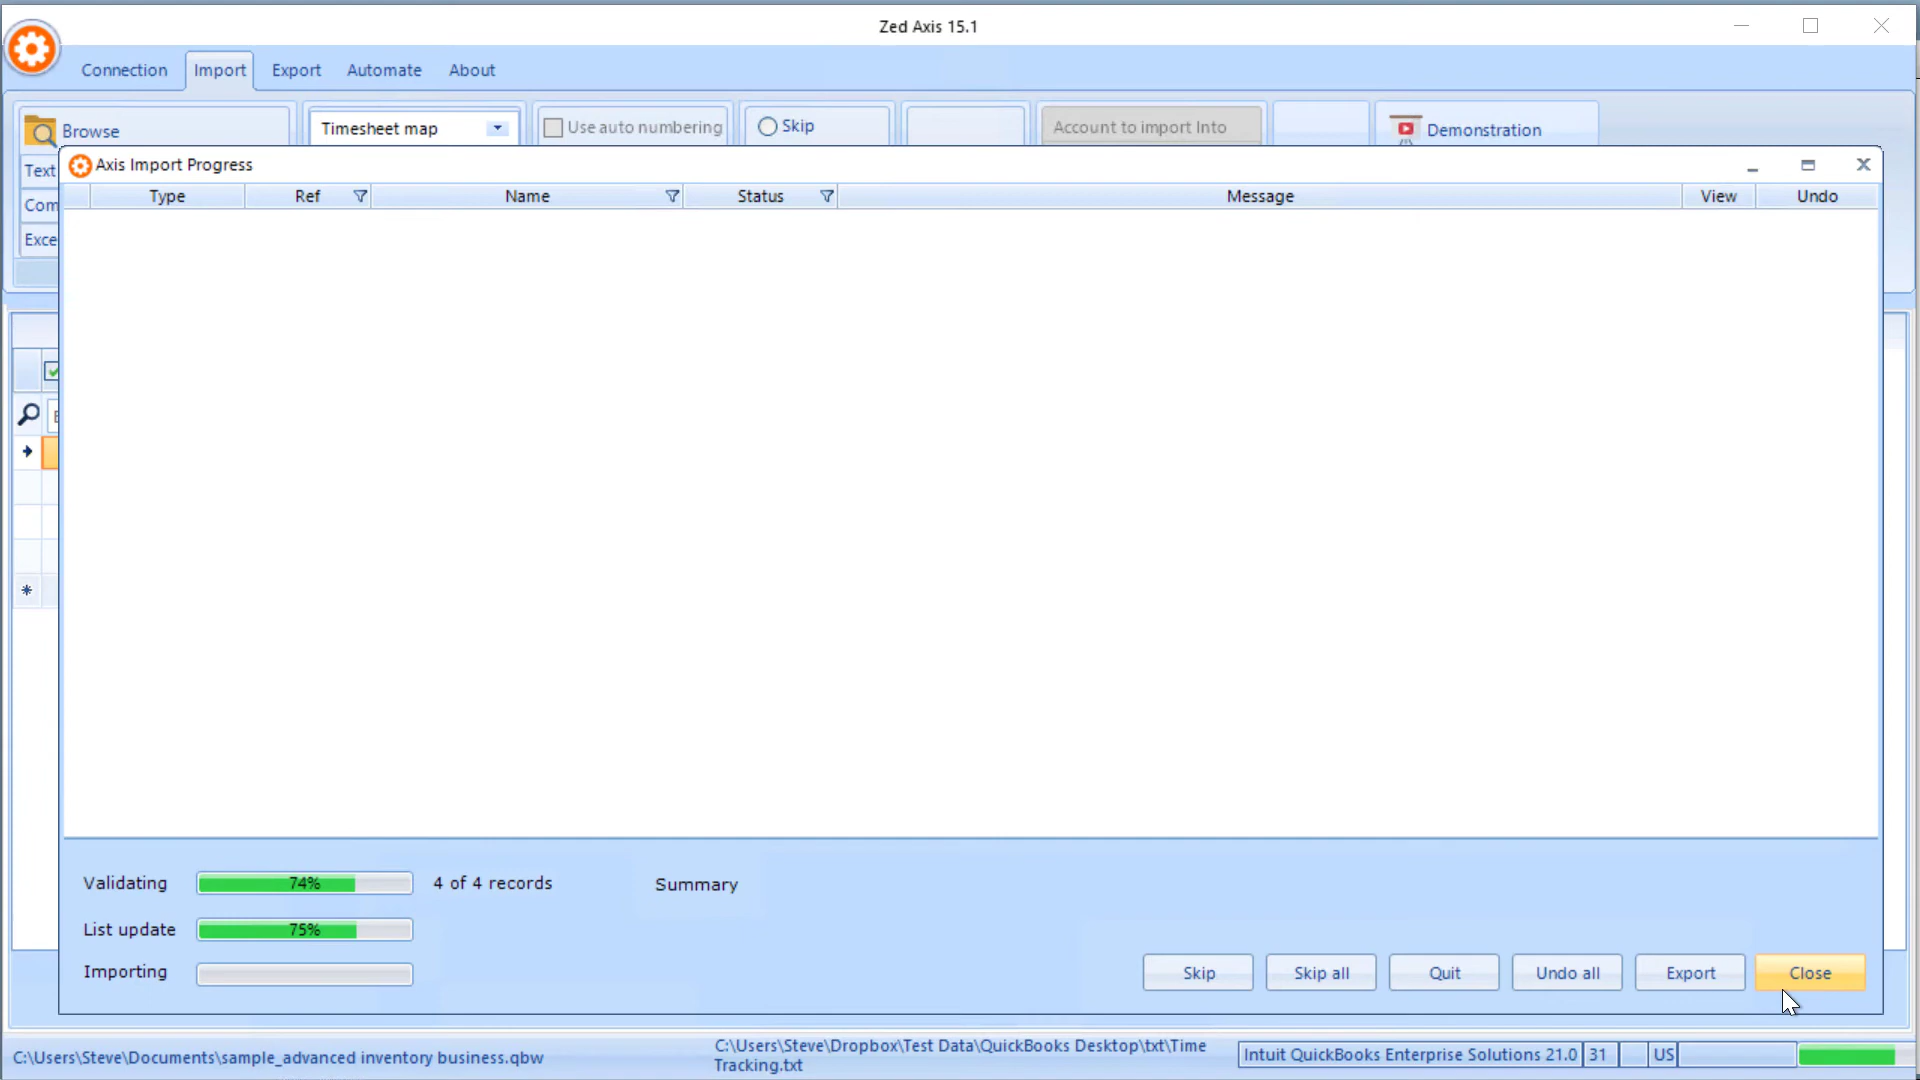 Zed Axis 15.1
Connection Import Export Automate About
Browse Timesheet map Use auto numbering Skip Account to import Into Demonstration
Text
Com
Exce
Axis Import Progress
Type Ref Name Status Message View Undo
Validating 74% 4 of 4 records Summary
List update 75%
Importing
Skip Skip all Quit Undo all Export Close
C:\Users\Steve\Documents\sample_advanced inventory business.qbw
C:\Users\Steve\Dropbox\Test Data\QuickBooks Desktop\txt\Time
Tracking.txt
Intuit QuickBooks Enterprise Solutions 21.0 31 US